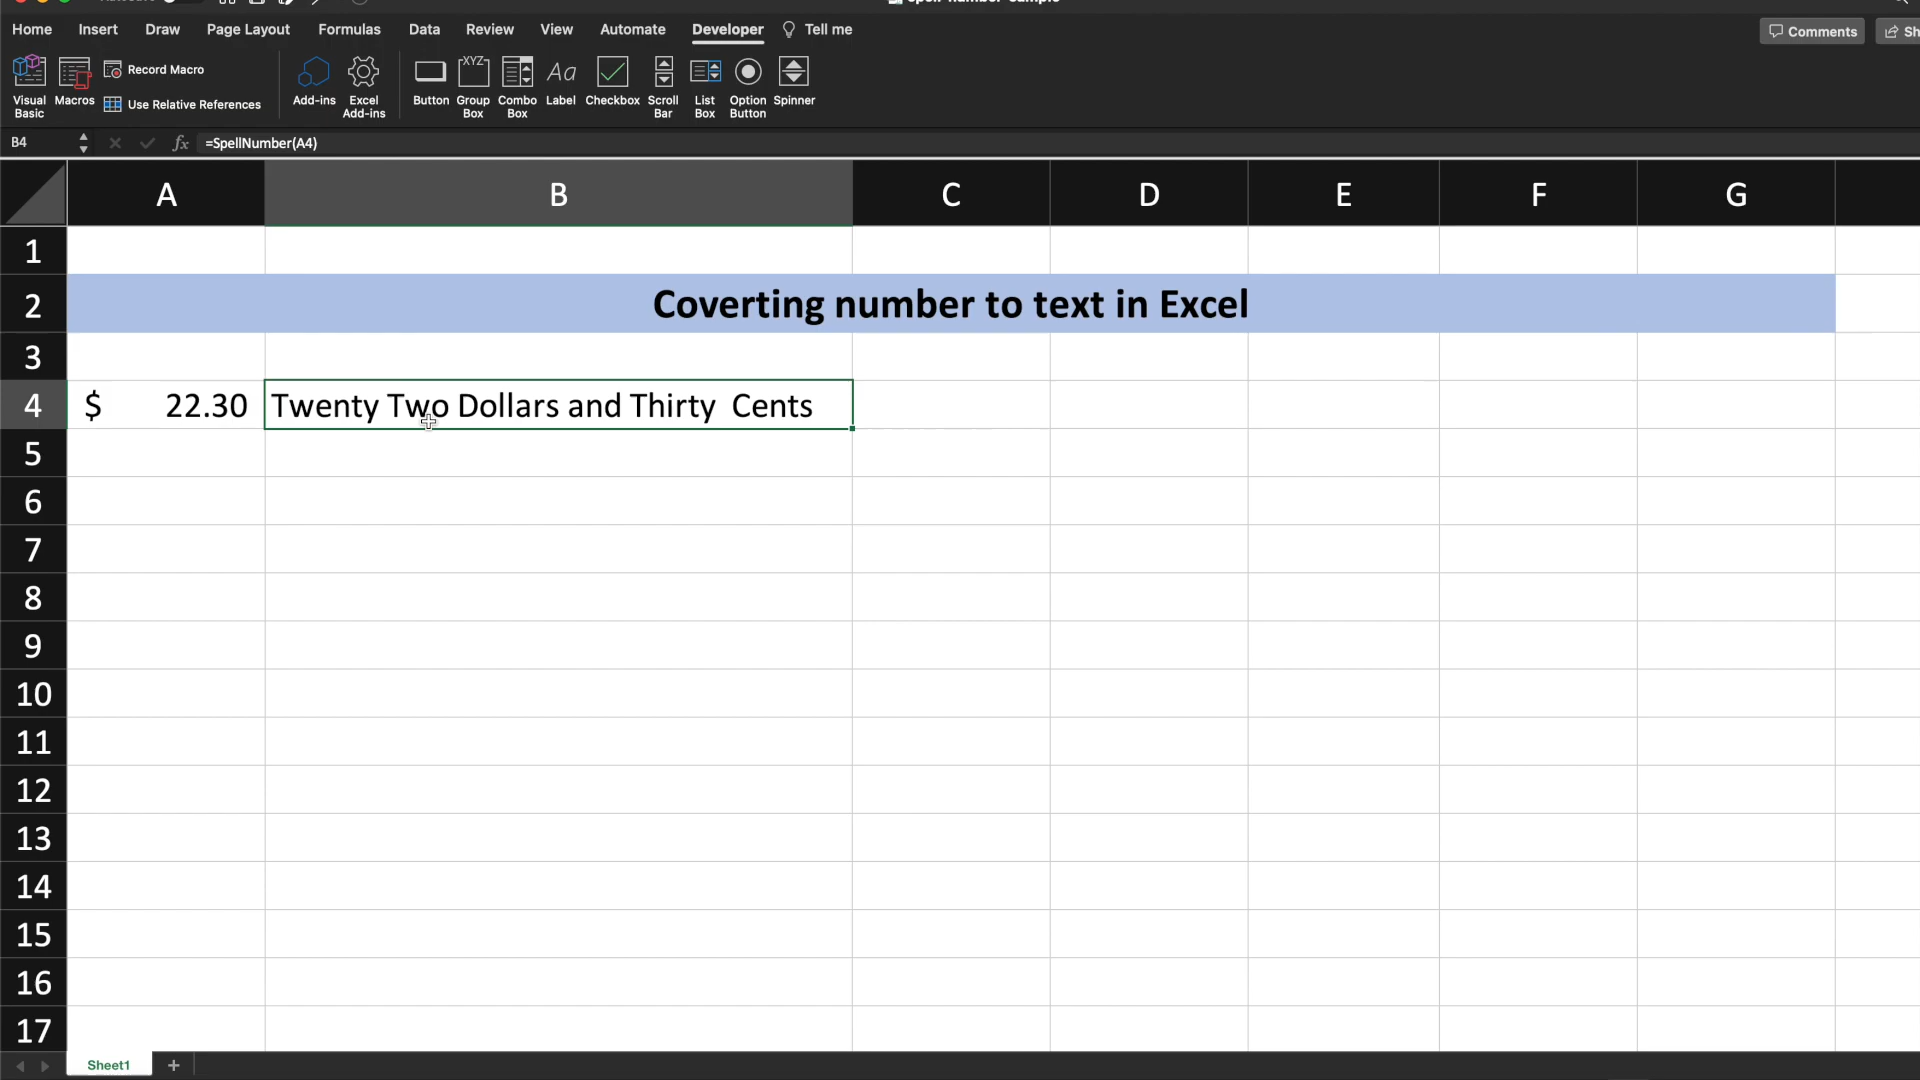 Home Insert Draw Page Layout Formulas Data Review View Automate Developer Tell me Comments Sh
Visual Basic Macros Record Macro Use Relative References Add-ins Excel Add-ins Button XYZ Group Box Combo Box Aa Label Checkbox Scroll Bar List Box Option Button Spinner
B4 fx =SpellNumber(A4)
A B C D E F G
1
2 Coverting number to text in Excel
3
4 $ 22.30 Twenty Two Dollars and Thirty  Cents
5
6
7
8
9
10
11
12
13
14
15
16
17
Sheet1 +